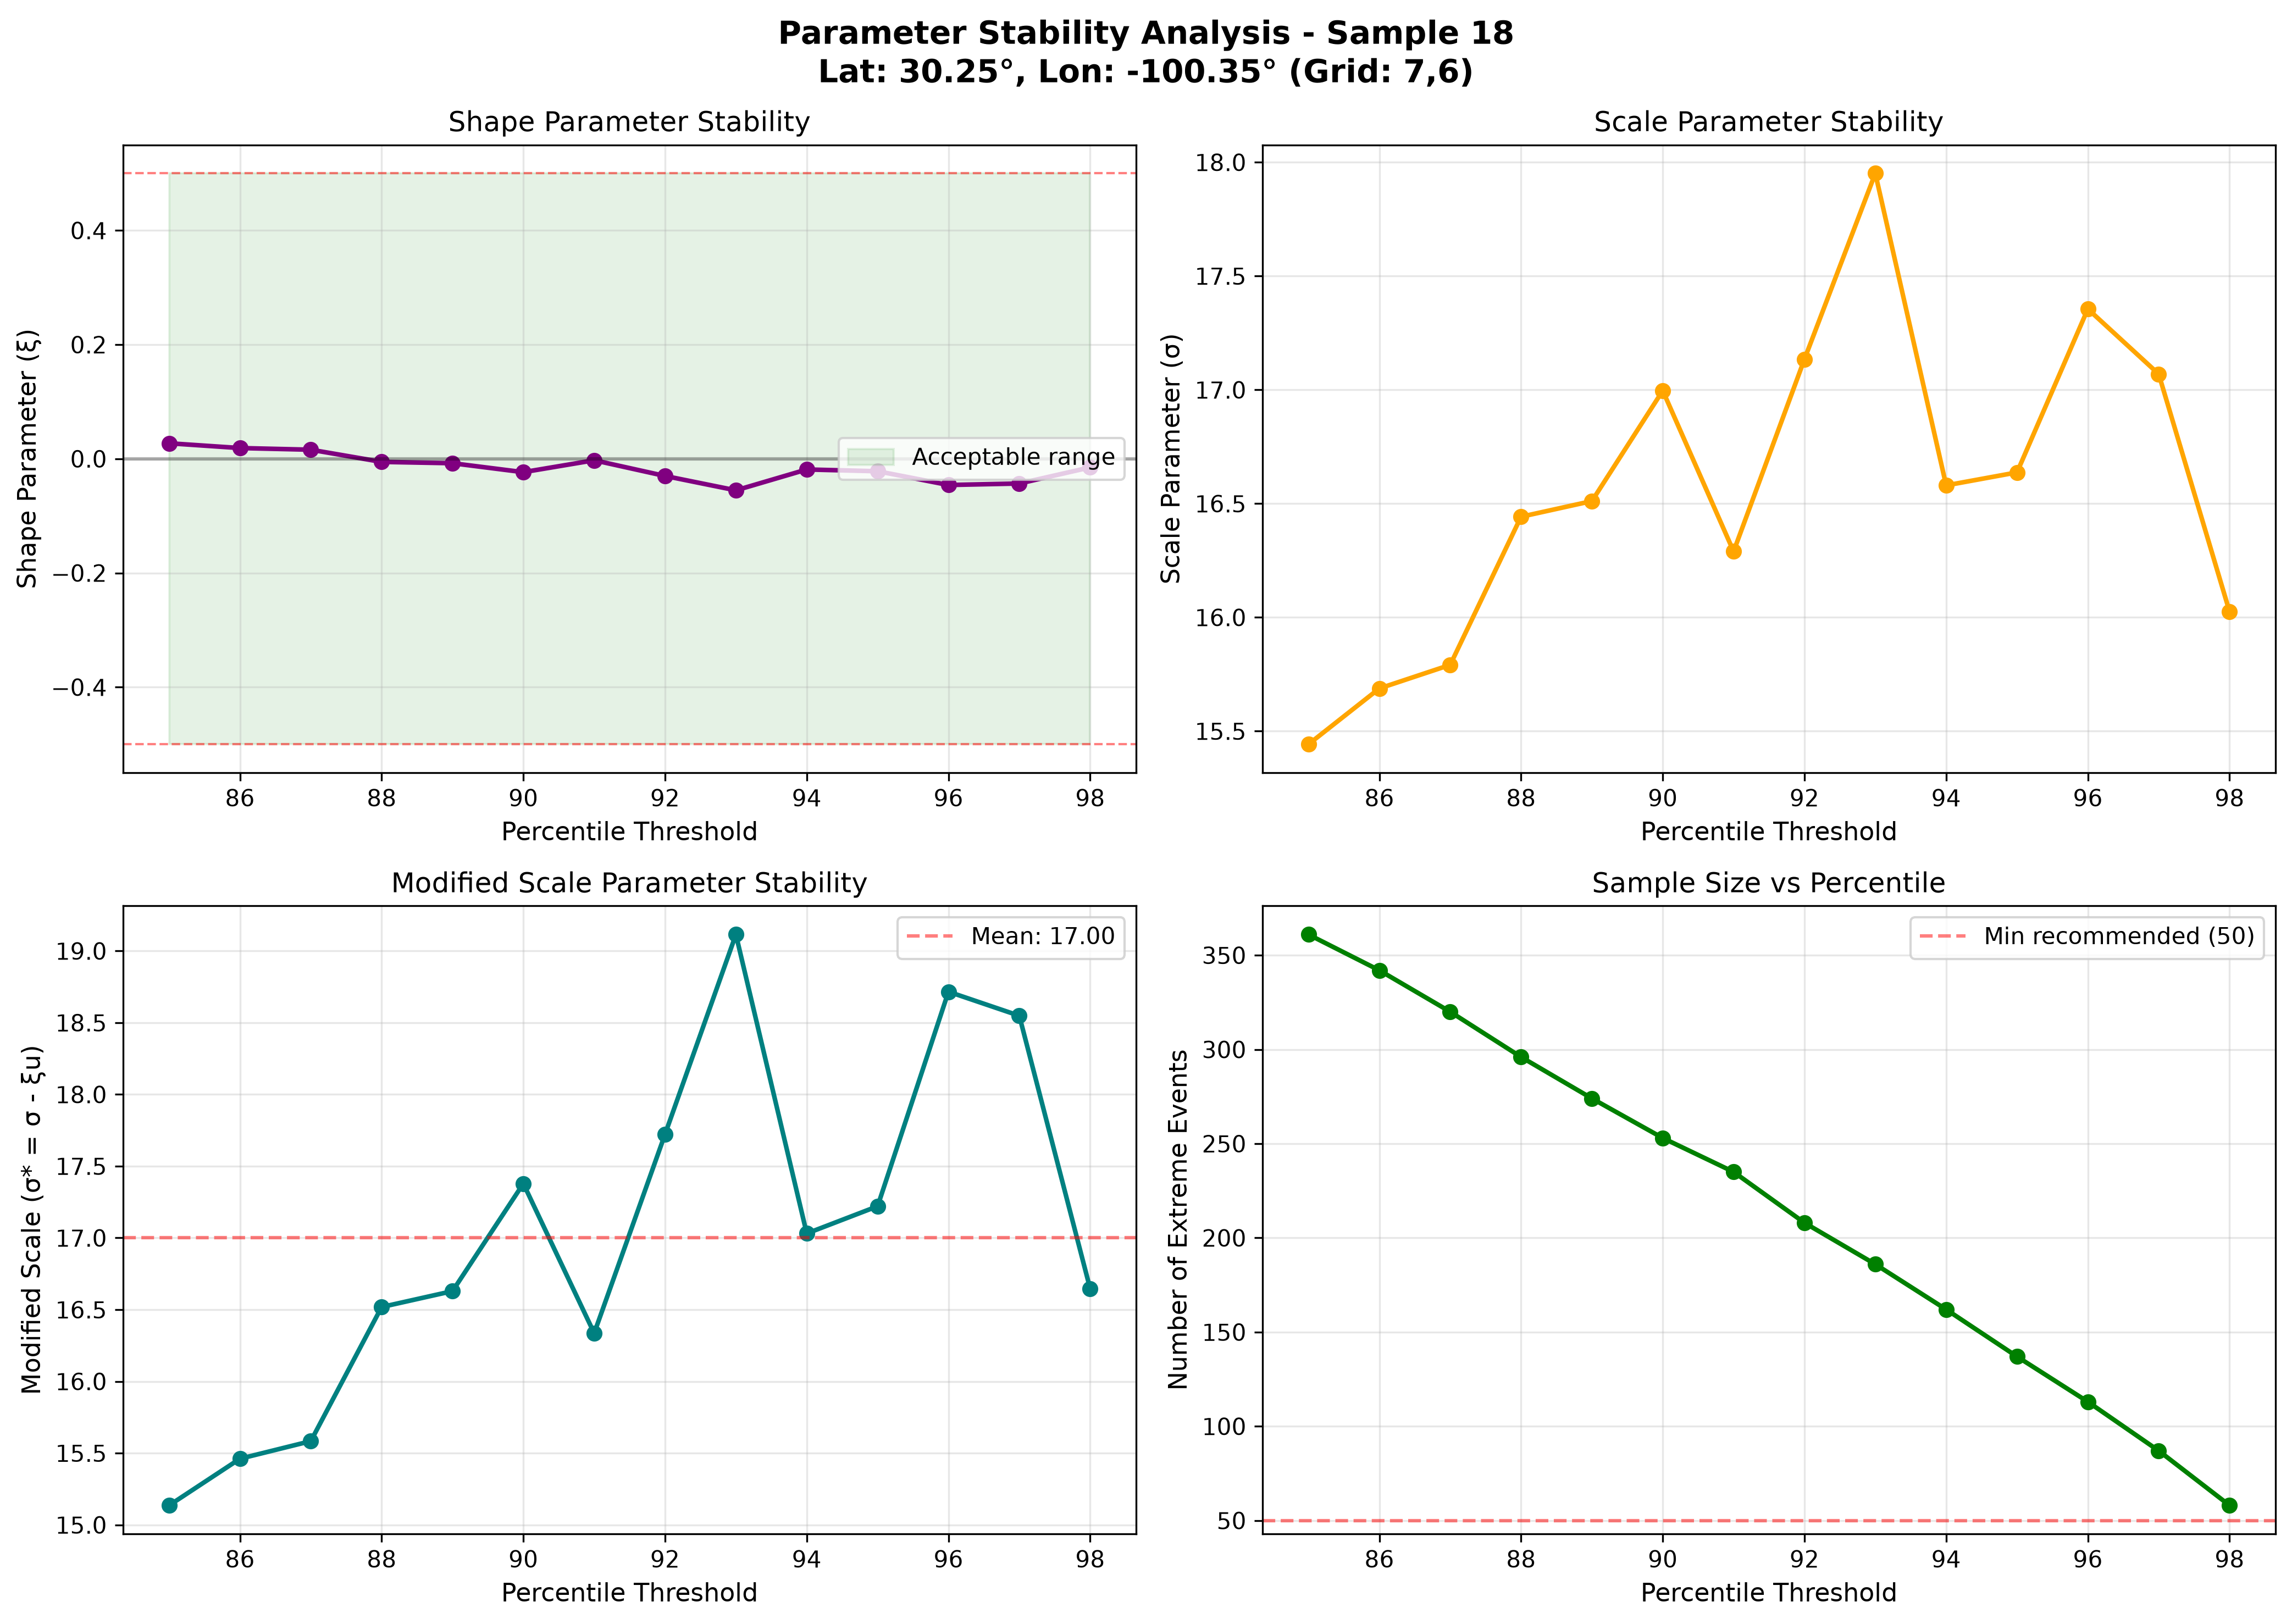 Parameter Stability Analysis - Sample 18
Lat: 30.25°, Lon: -100.35° (Grid: 7,6)
Shape Parameter Stability
Shape Parameter (ξ)
0.4
0.2
0.0
−0.2
−0.4
Acceptable range
86 88 90 92 94 96 98
Percentile Threshold
Scale Parameter Stability
Scale Parameter (σ)
18.0
17.5
17.0
16.5
16.0
15.5
86 88 90 92 94 96 98
Percentile Threshold
Modified Scale Parameter Stability
Modified Scale (σ* = σ - ξu)
19.0
18.5
18.0
17.5
17.0
16.5
16.0
15.5
15.0
Mean: 17.00
86 88 90 92 94 96 98
Percentile Threshold
Sample Size vs Percentile
Number of Extreme Events
350
300
250
200
150
100
50
Min recommended (50)
86 88 90 92 94 96 98
Percentile Threshold